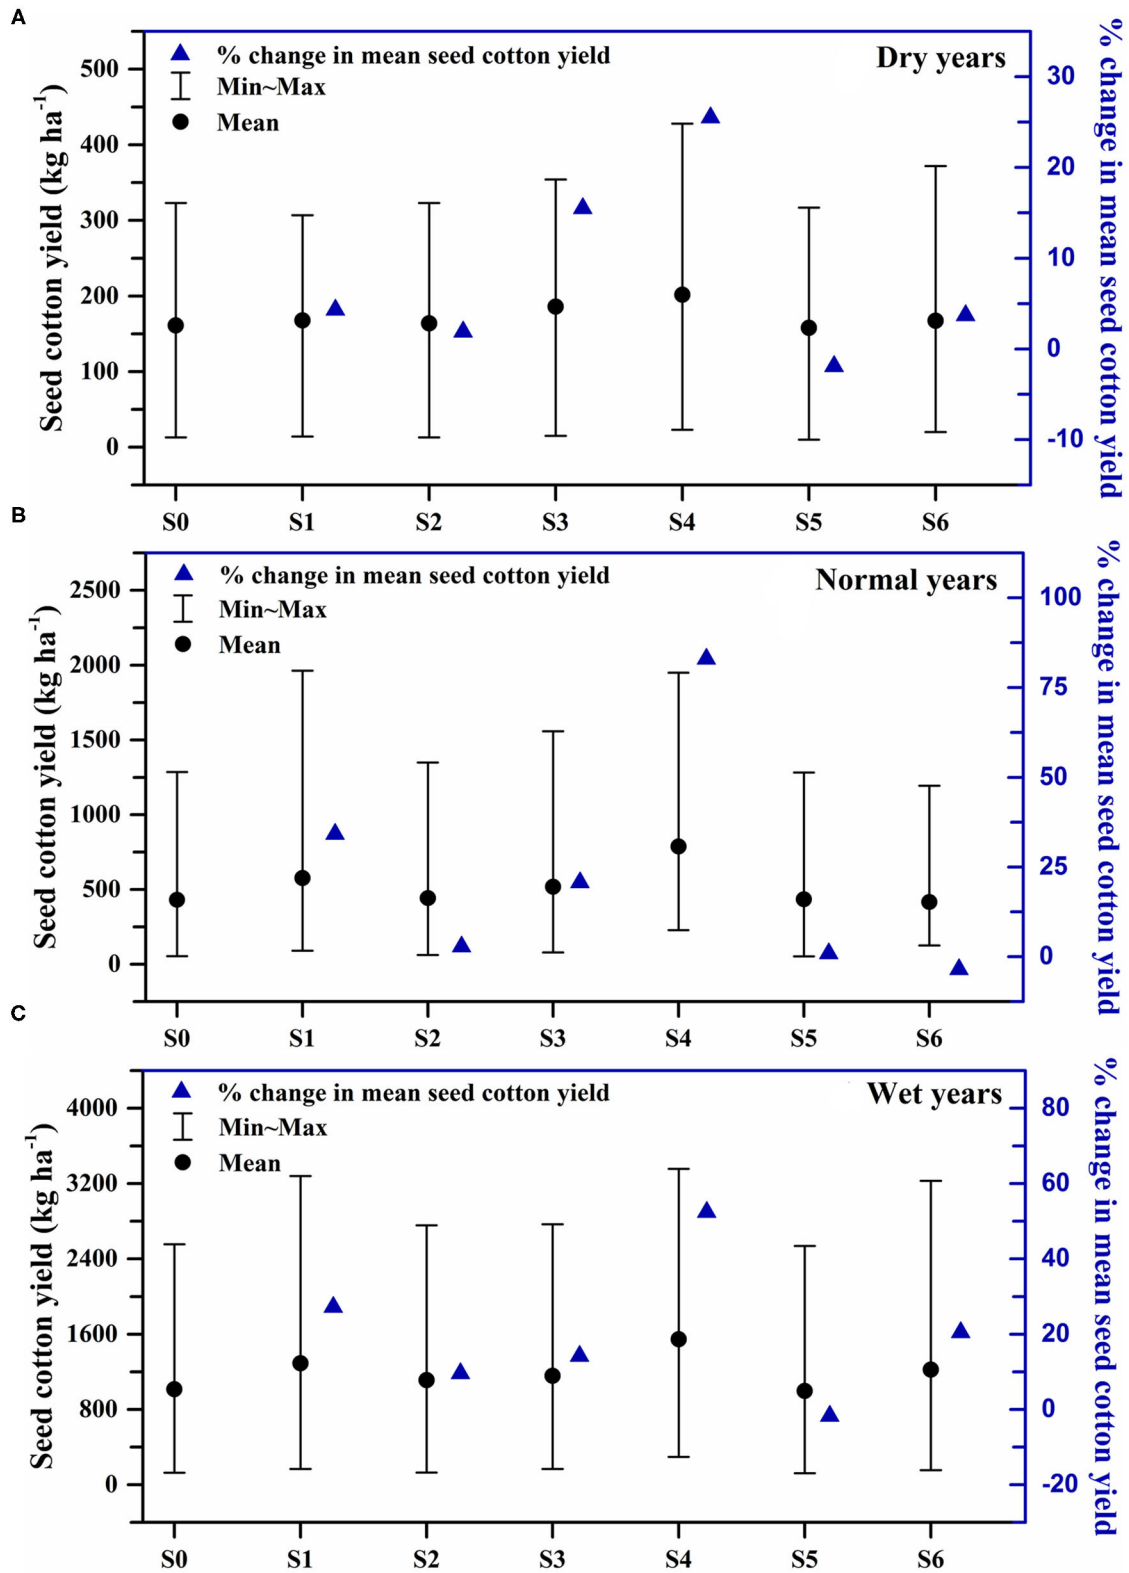 A
% change in mean seed cotton yield
Min~Max
Mean
Dry years
Seed cotton yield (kg ha-1)
500
400
300
200
100
0
30
20
10
0
-10
% change in mean seed cotton yield
S0 S1 S2 S3 S4 S5 S6
B
% change in mean seed cotton yield
Min~Max
Mean
Normal years
Seed cotton yield (kg ha-1)
2500
2000
1500
1000
500
0
100
75
50
25
0
% change in mean seed cotton yield
S0 S1 S2 S3 S4 S5 S6
C
% change in mean seed cotton yield
Min~Max
Mean
Wet years
Seed cotton yield (kg ha-1)
4000
3200
2400
1600
800
0
80
60
40
20
0
-20
% change in mean seed cotton yield
S0 S1 S2 S3 S4 S5 S6